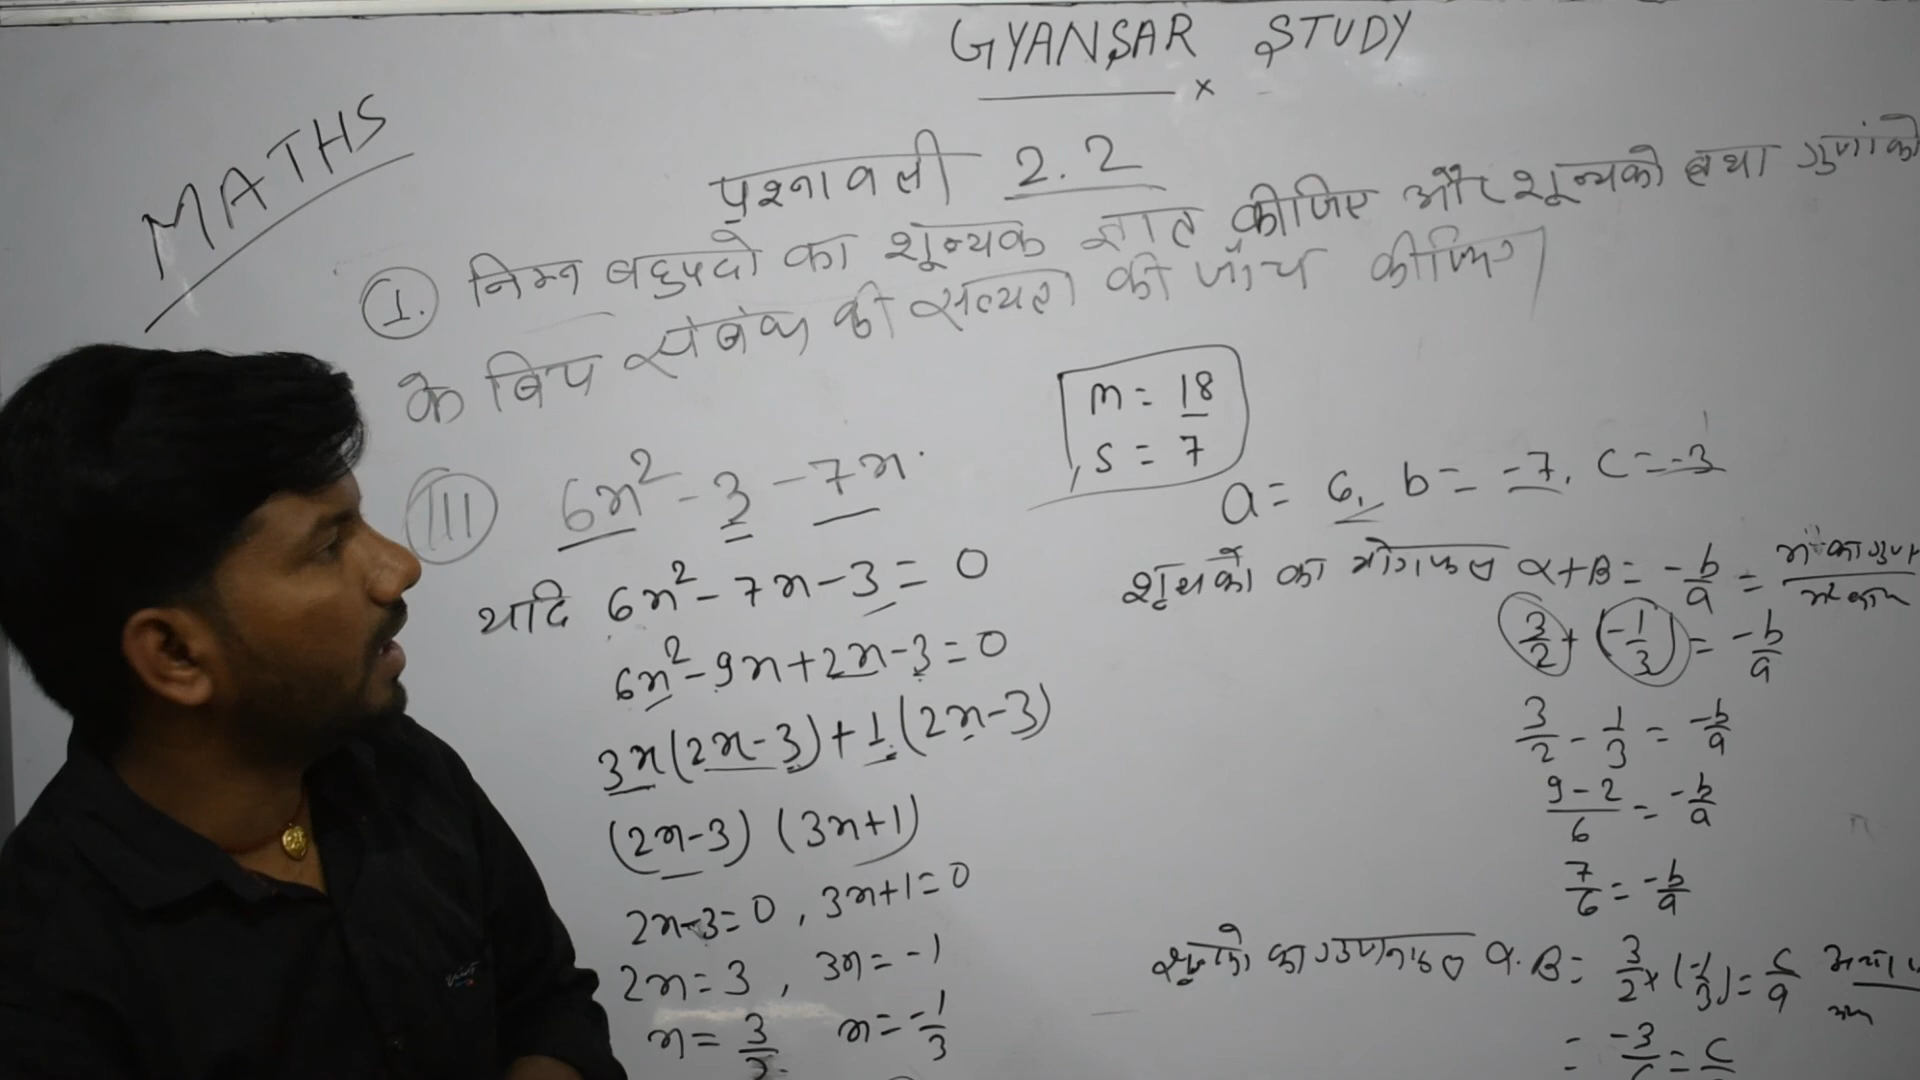 GYANSAR STUDY
x
MATHS
प्रश्नावली 2.2
I. निम्न बहुपदो का शून्यक ज्ञात कीजिए और शून्यको तथा गुणांको
के बिच संबंध की सत्यता की जाँच कीजिए
m = 18
s = 7
III 6x² - 3 - 7x.
यदि 6x² - 7x - 3 = 0
6x² - 9x + 2x - 3 = 0
3x(2x-3) + 1(2x-3)
(2x-3) (3x+1)
2x-3=0, 3x+1=0
2x=3, 3x=-1
x = 3/2 x = -1/3
a = 6, b = -7, c = -3
शून्यकों का योगफल α+β = -b/a =
3/2 + (-1/3) = -b/a
3/2 - 1/3 = -b/a
9-2/6 = -b/a
7/6 = -b/a
शून्यको का गुणनफल α.β = 3/2 × (-1/3) = c/a